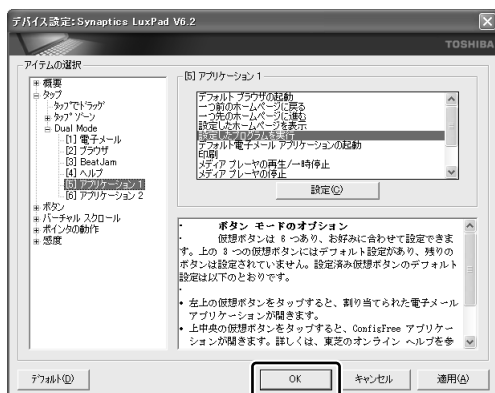 デバイス設定:Synaptics LuxPad V6.2
TOSHIBA
アイテムの選択
概要
タップ
タップでドラッグ
タップ ゾーン
Dual Mode
[1] 電子メール
[2] ブラウザ
[3] BeatJam
[4] ヘルプ
[5] アプリケーション 1
[6] アプリケーション 2
ボタン
バーチャル スクロール
ポインタの動作
感度
[5] アプリケーション 1
デフォルト ブラウザの起動
一つ前のホームページに戻る
一つ先のホームページに進む
設定したホームページを表示
設定したプログラムを実行
デフォルト電子メール アプリケーションの起動
印刷
メディア プレーヤの再生/一時停止
メディア プレーヤの停止
設定(C)
・ ボタン モードのオプション
・ 仮想ボタンは 6 つあり、お好みに合わせて設定できま
す。上の 3 つの仮想ボタンにはデフォルト設定があり、残りの
ボタンは設定されていません。設定済み仮想ボタンのデフォルト
設定は以下のとおりです。
・
・ 左上の仮想ボタンをタップすると、割り当てられた電子メール
アプリケーションが開きます。
・ 上中央の仮想ボタンをタップすると、ConfigFree アプリケー
ションが開きます。詳しくは、東芝のオンライン ヘルプを参
デフォルト(D)
OK
キャンセル
適用(A)